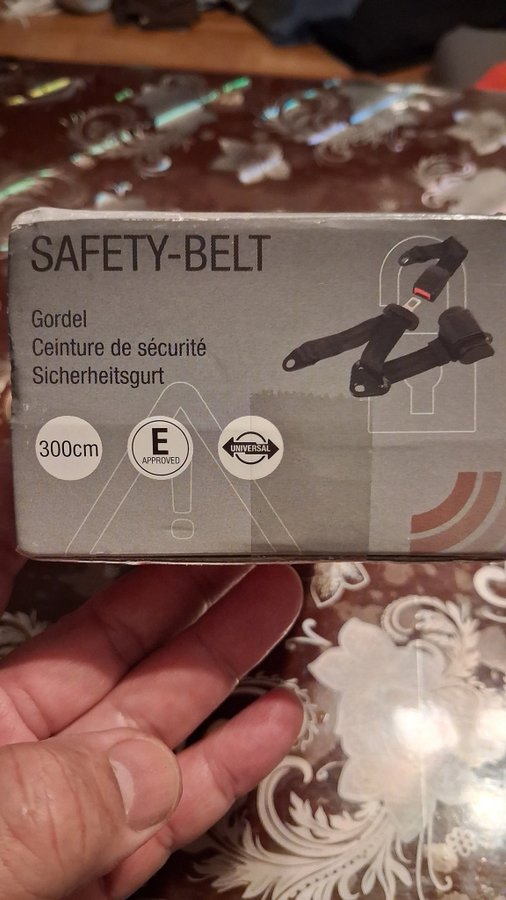 SAFETY-BELT
Gordel
Ceinture de sécurité
Sicherheitsgurt
300cm
E
APPROVED
UNIVERSAL